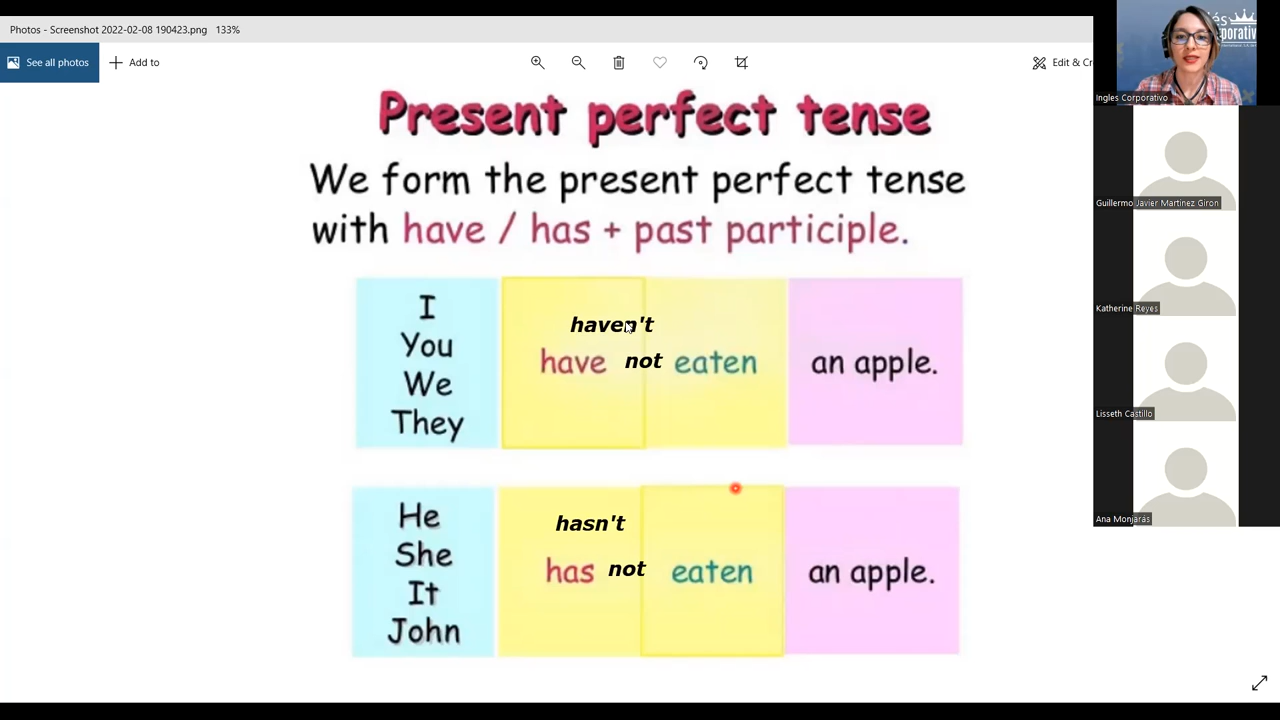 Photos - Screenshot 2022-02-08 190423.png 133%
See all photos
Add to
Edit & Cr
Present perfect tense
We form the present perfect tense
with have / has + past participle.
I
You
We
They
haven't
have not eaten
an apple.
He
She
It
John
hasn't
has not eaten
an apple.
Ingles Corporativo
Guillermo Javier Martinez Giron
Katherine Reyes
Lisseth Castillo
Ana Monjaras